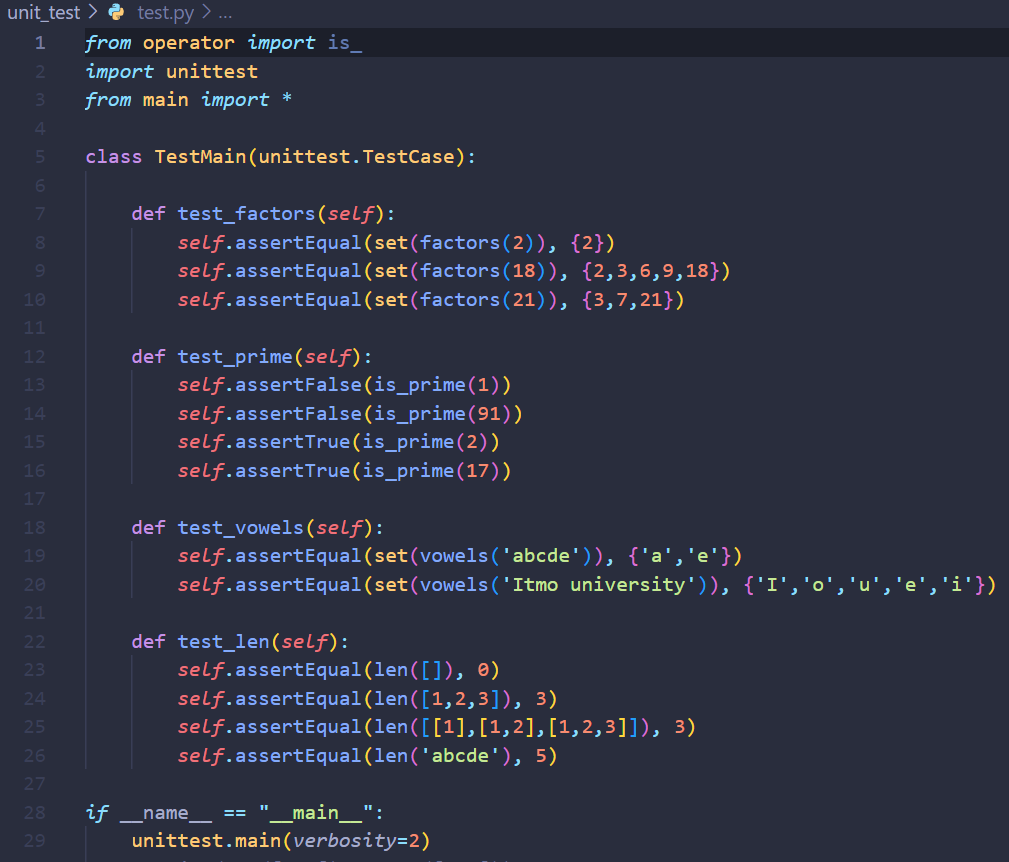 unit_test > test.py > ...
1 from operator import is_
2 import unittest
3 from main import *
4
5 class TestMain(unittest.TestCase):
6
7     def test_factors(self):
8         self.assertEqual(set(factors(2)), {2})
9         self.assertEqual(set(factors(18)), {2,3,6,9,18})
10         self.assertEqual(set(factors(21)), {3,7,21})
11
12     def test_prime(self):
13         self.assertFalse(is_prime(1))
14         self.assertFalse(is_prime(91))
15         self.assertTrue(is_prime(2))
16         self.assertTrue(is_prime(17))
17
18     def test_vowels(self):
19         self.assertEqual(set(vowels('abcde')), {'a','e'})
20         self.assertEqual(set(vowels('Itmo university')), {'I','o','u','e','i'})
21
22     def test_len(self):
23         self.assertEqual(len([]), 0)
24         self.assertEqual(len([1,2,3]), 3)
25         self.assertEqual(len([[1],[1,2],[1,2,3]]), 3)
26         self.assertEqual(len('abcde'), 5)
27
28 if __name__ == "__main__":
29     unittest.main(verbosity=2)